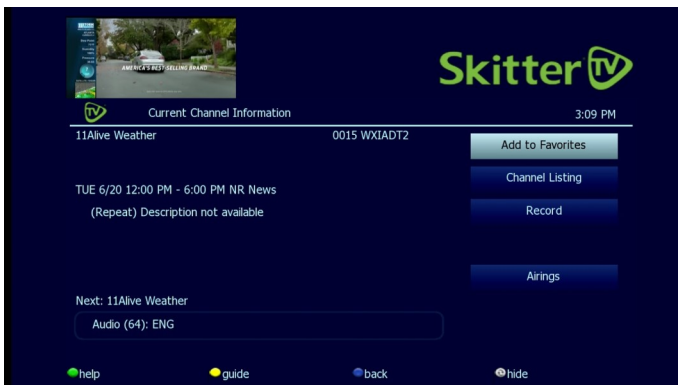 AMERICA'S BEST-SELLING BRAND
Skitter TV
TV
Current Channel Information
3:09 PM
11Alive Weather
0015 WXIADT2
Add to Favorites
Channel Listing
TUE 6/20 12:00 PM - 6:00 PM NR News
(Repeat) Description not available
Record
Airings
Next: 11Alive Weather
Audio (64): ENG
help
guide
back
hide